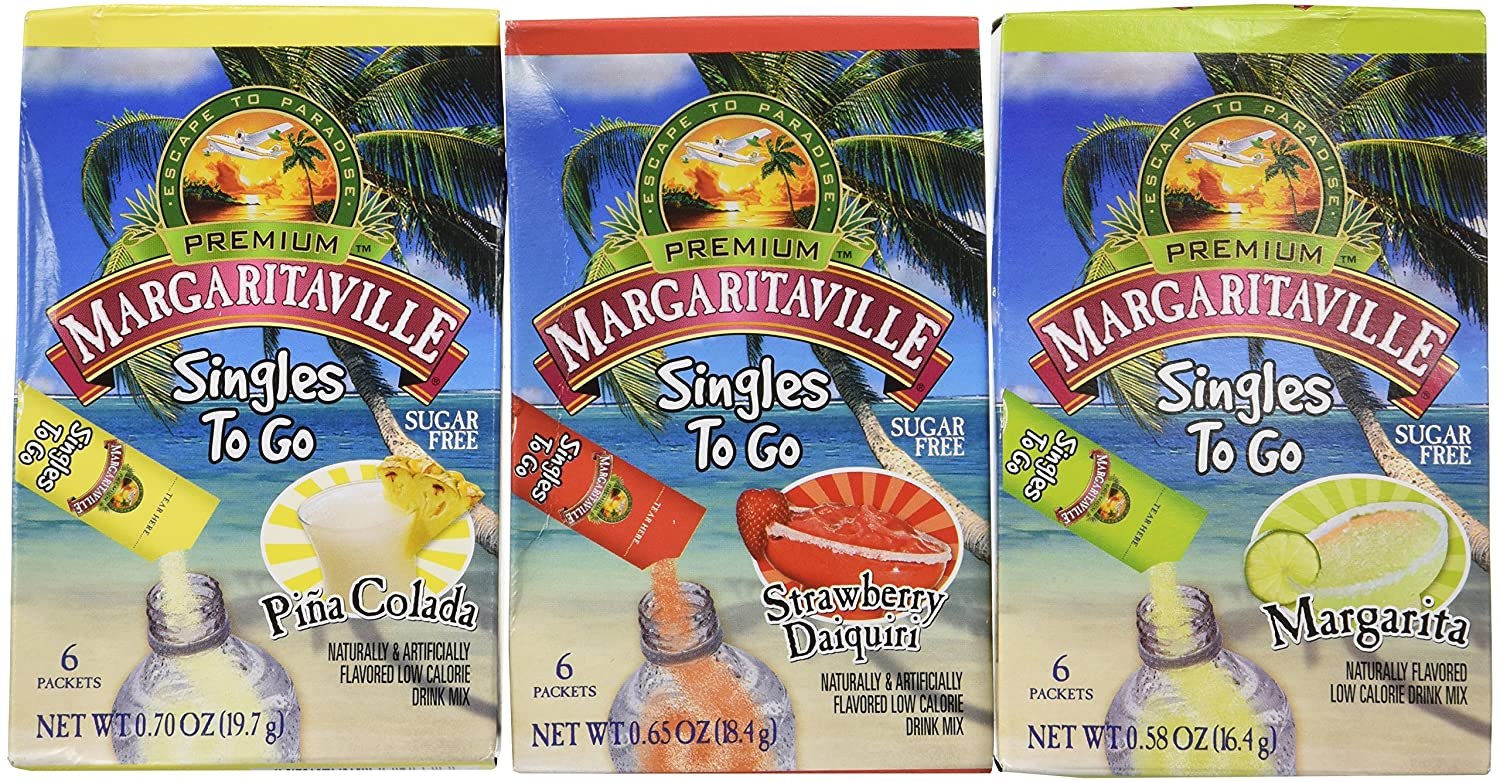 ESCAPE TO PARADISE
PREMIUM™
MARGARITAVILLE®
Singles
To Go
SUGAR
FREE
Singles
To Go
MARGARITAVILLE
TEAR HERE
Piña Colada
6
PACKETS
NATURALLY & ARTIFICIALLY
FLAVORED LOW CALORIE
DRINK MIX
NET WT 0.70 OZ (19.7 g)
ESCAPE TO PARADISE
PREMIUM™
MARGARITAVILLE®
Singles
To Go
SUGAR
FREE
Singles
To Go
MARGARITAVILLE
TEAR HERE
Strawberry
Daiquiri
6
PACKETS
NATURALLY & ARTIFICIALLY
FLAVORED LOW CALORIE
DRINK MIX
NET WT 0.65 OZ (18.4 g)
ESCAPE TO PARADISE
PREMIUM™
MARGARITAVILLE®
Singles
To Go
SUGAR
FREE
Singles
To Go
MARGARITAVILLE
TEAR HERE
Margarita
6
PACKETS
NATURALLY FLAVORED
LOW CALORIE DRINK MIX
NET WT 0.58 OZ (16.4 g)